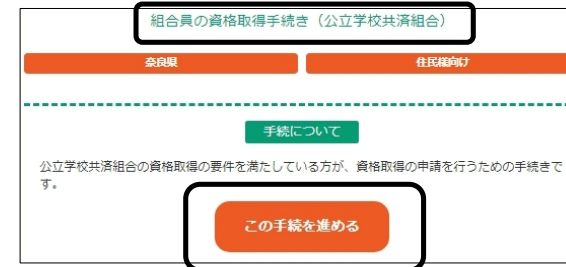 組合員の資格取得手続き（公立学校共済組合）
奈良県 住民様向け
手続について
公立学校共済組合の資格取得の要件を満たしている方が、資格取得の申請を行うための手続きで
す。
この手続を進める